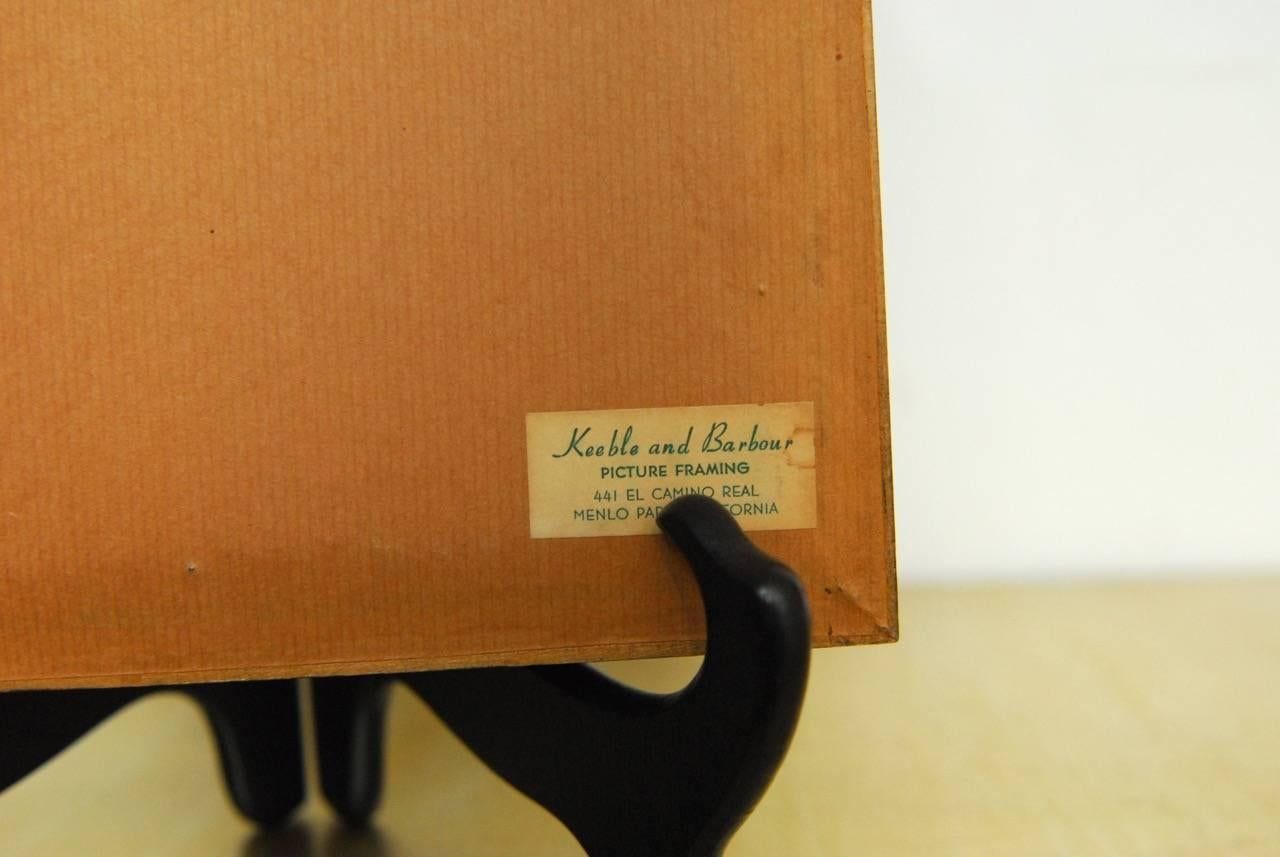 Keeble and Barbour
PICTURE FRAMING
441 EL CAMINO REAL
MENLO